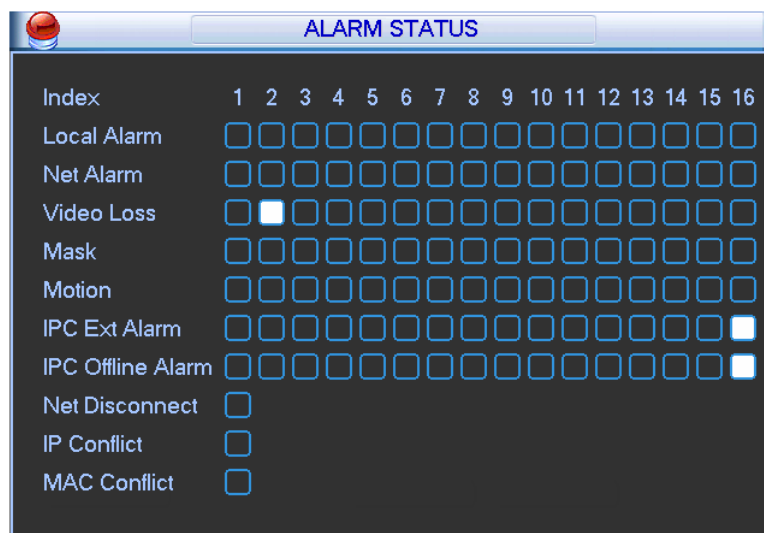 ALARM STATUS
Index 1 2 3 4 5 6 7 8 9 10 11 12 13 14 15 16
Local Alarm
Net Alarm
Video Loss
Mask
Motion
IPC Ext Alarm
IPC Offline Alarm
Net Disconnect
IP Conflict
MAC Conflict